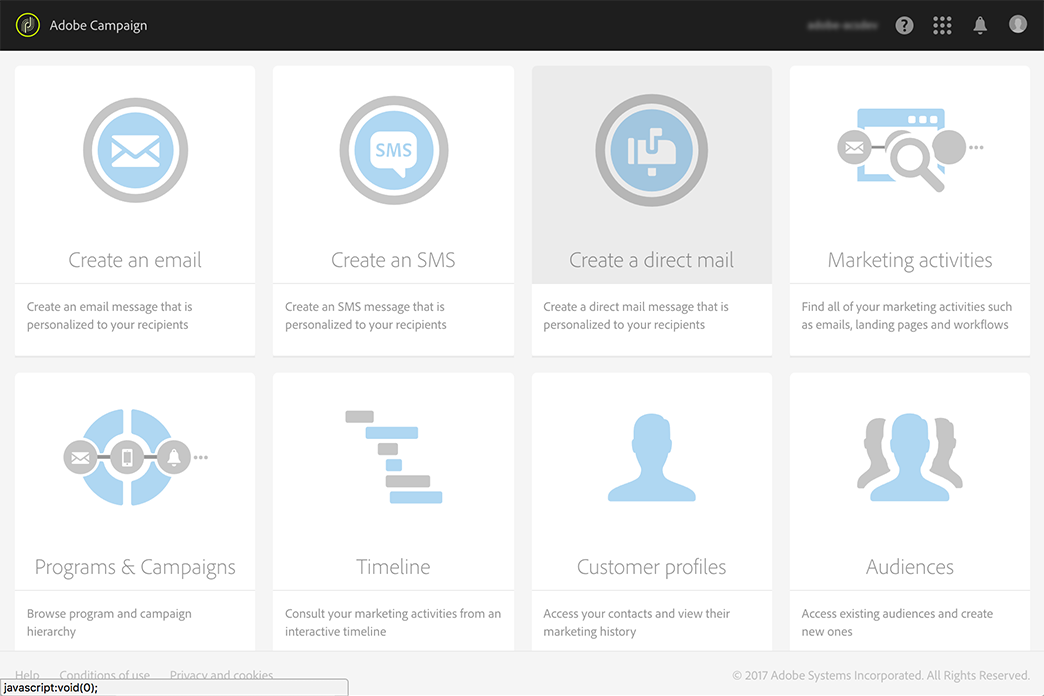 Adobe Campaign
SMS
Create an email
Create an SMS
Create a direct mail
Marketing activities
Create an email message that is
personalized to your recipients
Create an SMS message that is
personalized to your recipients
Create a direct mail message that is
personalized to your recipients
Find all of your marketing activities such
as emails, landing pages and workflows
Programs & Campaigns
Timeline
Customer profiles
Audiences
Browse program and campaign
hierarchy
Consult your marketing activities from an
interactive timeline
Access your contacts and view their
marketing history
Access existing audiences and create
new ones
Help Conditions of use Privacy and cookies
© 2017 Adobe Systems Incorporated. All Rights Reserved.
javascript:void(0);